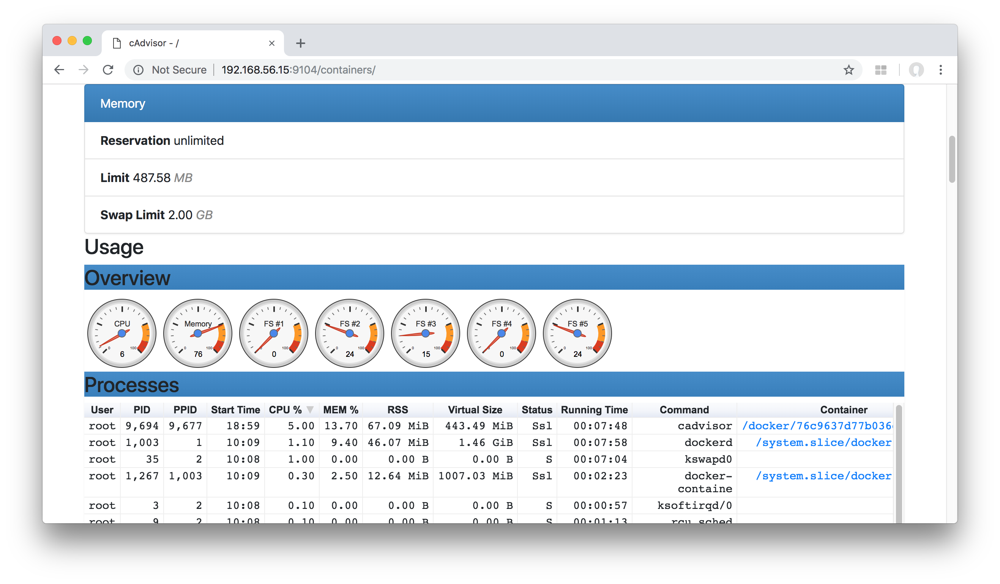 cAdvisor - /
Not Secure 192.168.56.15:9104/containers/
Memory
Reservation unlimited
Limit 487.58 MB
Swap Limit 2.00 GB
Usage
Overview
CPU Memory FS #1 FS #2 FS #3 FS #4 FS #5
0 100 0 100 0 100 0 100 0 100 0 100 0 100
6 76 0 24 15 0 24
Processes
User PID PPID Start Time CPU % MEM % RSS Virtual Size Status Running Time Command Container
root 9,694 9,677 18:59 5.00 13.70 67.09 MiB 443.49 MiB Ssl 00:07:48 cadvisor /docker/76c9637d77b036
root 1,003 1 10:09 1.10 9.40 46.07 MiB 1.46 GiB Ssl 00:07:58 dockerd /system.slice/docker
root 35 2 10:08 1.00 0.00 0.00 B 0.00 B S 00:07:04 kswapd0
root 1,267 1,003 10:09 0.30 2.50 12.64 MiB 1007.03 MiB Ssl 00:02:23 docker- /system.slice/docker
containe
root 3 2 10:08 0.10 0.00 0.00 B 0.00 B S 00:00:57 ksoftirqd/0
root 9 2 10:08 0.10 0.00 0.00 B 0.00 B S 00:01:13 rcu_sched